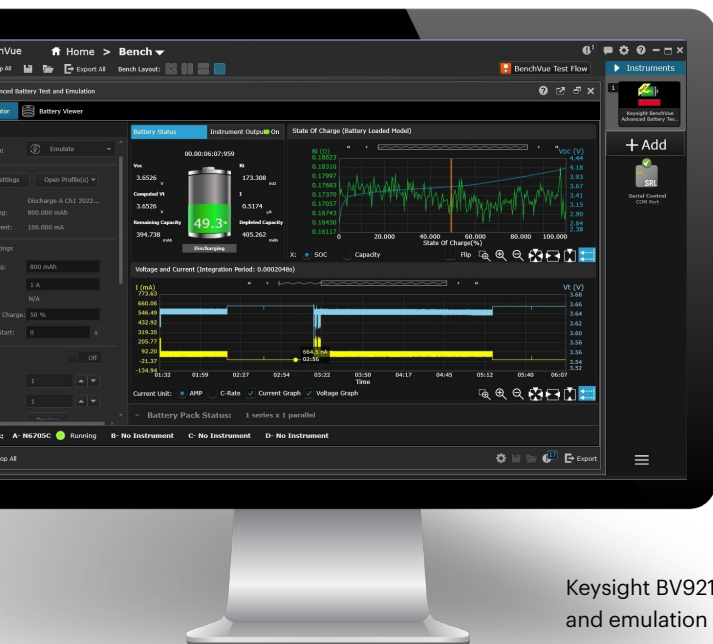 nVue Home > Bench
p All Export All Bench Layout: BenchVue Test Flow Instruments
nced Battery Test and Emulation
tor Battery Viewer
1
Keysight BenchVue
Advanced Battery Tes...
+ Add
SRL
Serial Control
COM Port
e: Emulate
ettings Open Profile(s)
Discharge A Ch1 2022...
ng: 800.000 mAh
ent: 100.000 mA
ttings
g: 800 mAh
1 A
N/A
Charge: 50 %
Start: 0 s
Off
1
1
Battery Status Instrument Output On
00.00:06:07:959
Voc Ri
3.6526 V 173.308 mΩ
Computed Vt I
3.6526 V 0.5174 µA
Remaining Capacity 49.3% Depleted Capacity
394.738 mAh 405.262 mAh
Discharging
State Of Charge (Battery Loaded Model)
RI (Ω) Voc (V)
0.18623 4.44
0.18310 4.18
0.17997 3.93
0.17683 3.67
0.17370 3.41
0.17057 3.15
0.16743 2.90
0.16430 2.64
0.16117 2.38
0 20.000 40.000 60.000 80.000 100.000
State Of Charge(%)
X: SOC Capacity Flip
Voltage and Current (Integration Period: 0.0002048s)
I (mA) Vt (V)
773.63 3.68
660.06 3.66
546.49 3.64
432.92 3.62
319.35 3.60
205.77 3.58
92.20 3.56
-21.37 3.54
-134.94 3.52
664.5 nA
02:56
01:32 01:59 02:27 02:54 03:22 03:50 04:17 04:45 05:12 05:40 06:07
Time
Current Unit: AMP C-Rate Current Graph Voltage Graph
Battery Pack Status: 1 series x 1 parallel
s: A- N6705C Running B- No Instrument C- No Instrument D- No Instrument
op All 17 Export
Keysight BV921
and emulation